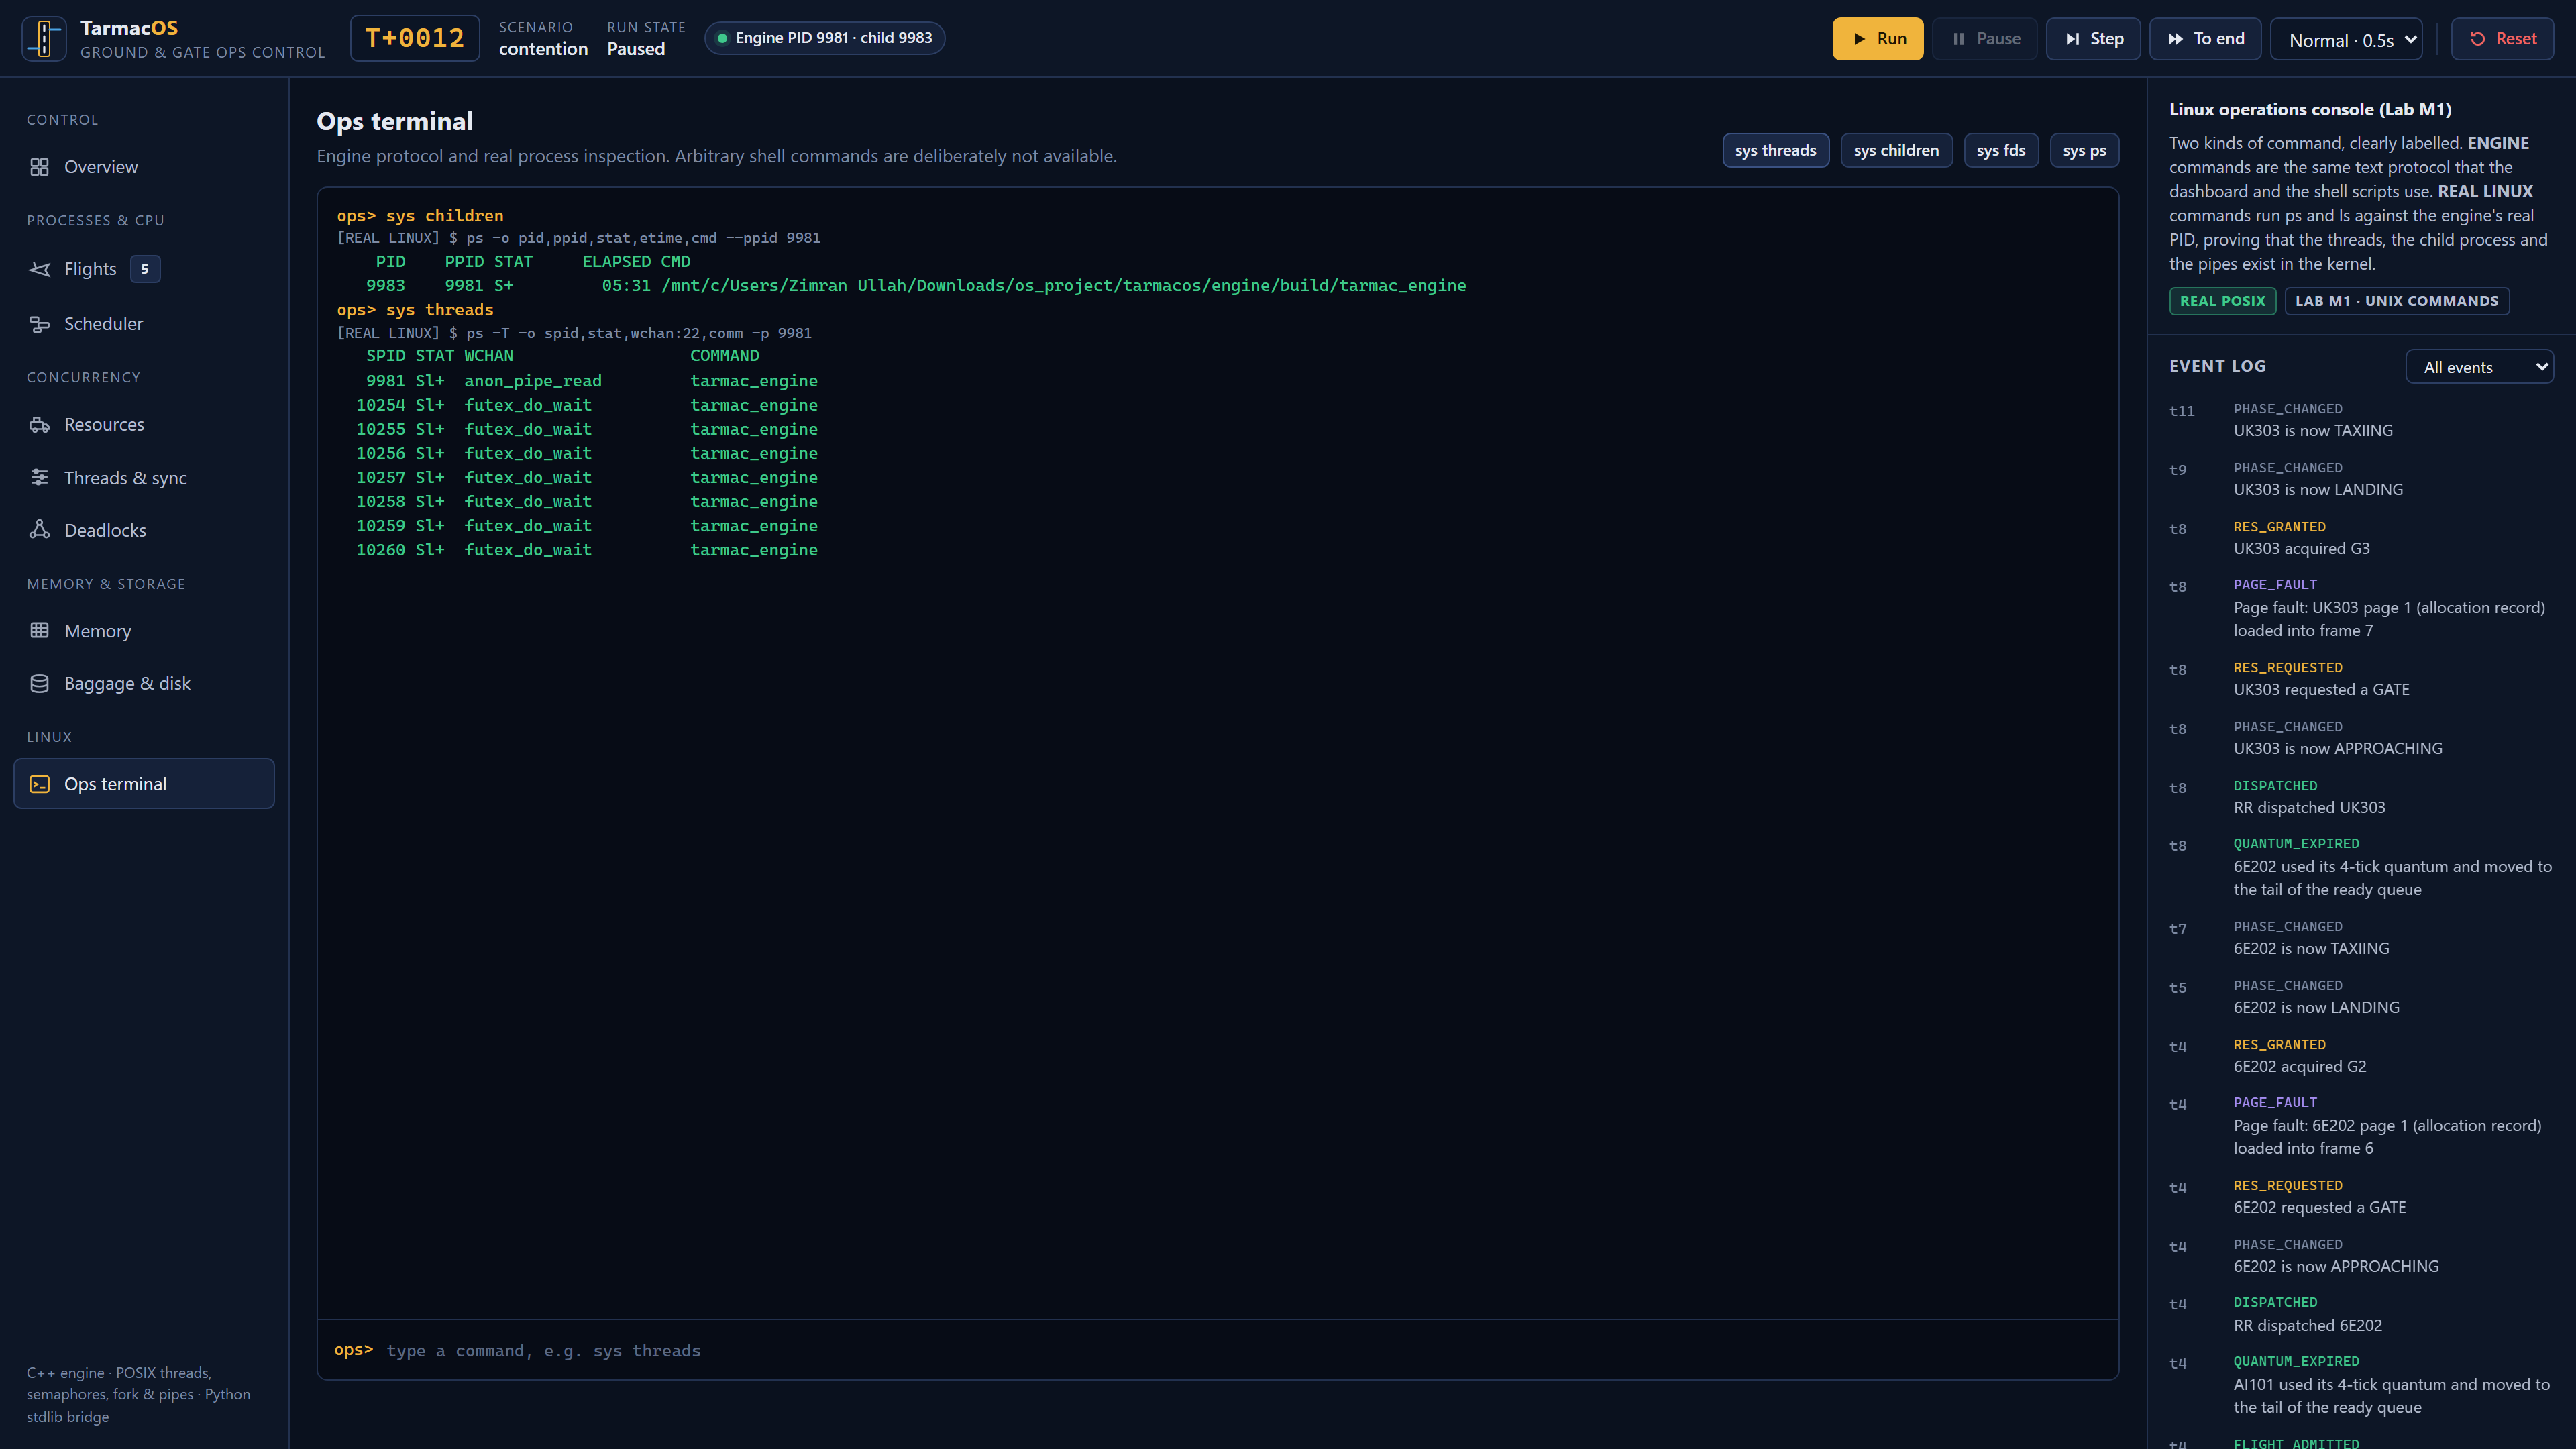 TarmacOS
GROUND & GATE OPS CONTROL
T+0012
SCENARIO
contention
RUN STATE
Paused
Engine PID 9981 · child 9983
Run
Pause
Step
To end
Normal · 0.5s
Reset
CONTROL
Overview
PROCESSES & CPU
Flights 5
Scheduler
CONCURRENCY
Resources
Threads & sync
Deadlocks
MEMORY & STORAGE
Memory
Baggage & disk
LINUX
Ops terminal
C++ engine · POSIX threads,
semaphores, fork & pipes · Python
stdlib bridge
Ops terminal
Engine protocol and real process inspection. Arbitrary shell commands are deliberately not available.
sys threads
sys children
sys fds
sys ps
ops> sys children
[REAL LINUX] $ ps -o pid,ppid,stat,etime,cmd --ppid 9981
PID PPID STAT ELAPSED CMD
9983 9981 S+ 05:31 /mnt/c/Users/Zimran Ullah/Downloads/os_project/tarmacos/engine/build/tarmac_engine
ops> sys threads
[REAL LINUX] $ ps -T -o spid,stat,wchan:22,comm -p 9981
SPID STAT WCHAN COMMAND
9981 Sl+ anon_pipe_read tarmac_engine
10254 Sl+ futex_do_wait tarmac_engine
10255 Sl+ futex_do_wait tarmac_engine
10256 Sl+ futex_do_wait tarmac_engine
10257 Sl+ futex_do_wait tarmac_engine
10258 Sl+ futex_do_wait tarmac_engine
10259 Sl+ futex_do_wait tarmac_engine
10260 Sl+ futex_do_wait tarmac_engine
ops> type a command, e.g. sys threads
Linux operations console (Lab M1)
Two kinds of command, clearly labelled. ENGINE
commands are the same text protocol that the
dashboard and the shell scripts use. REAL LINUX
commands run ps and ls against the engine's real
PID, proving that the threads, the child process and
the pipes exist in the kernel.
REAL POSIX
LAB M1 · UNIX COMMANDS
EVENT LOG
All events
t11 PHASE_CHANGED
UK303 is now TAXIING
t9 PHASE_CHANGED
UK303 is now LANDING
t8 RES_GRANTED
UK303 acquired G3
t8 PAGE_FAULT
Page fault: UK303 page 1 (allocation record)
loaded into frame 7
t8 RES_REQUESTED
UK303 requested a GATE
t8 PHASE_CHANGED
UK303 is now APPROACHING
t8 DISPATCHED
RR dispatched UK303
t8 QUANTUM_EXPIRED
6E202 used its 4-tick quantum and moved to
the tail of the ready queue
t7 PHASE_CHANGED
6E202 is now TAXIING
t5 PHASE_CHANGED
6E202 is now LANDING
t4 RES_GRANTED
6E202 acquired G2
t4 PAGE_FAULT
Page fault: 6E202 page 1 (allocation record)
loaded into frame 6
t4 RES_REQUESTED
6E202 requested a GATE
t4 PHASE_CHANGED
6E202 is now APPROACHING
t4 DISPATCHED
RR dispatched 6E202
t4 QUANTUM_EXPIRED
AI101 used its 4-tick quantum and moved to
the tail of the ready queue
t4 FLIGHT_ADMITTED